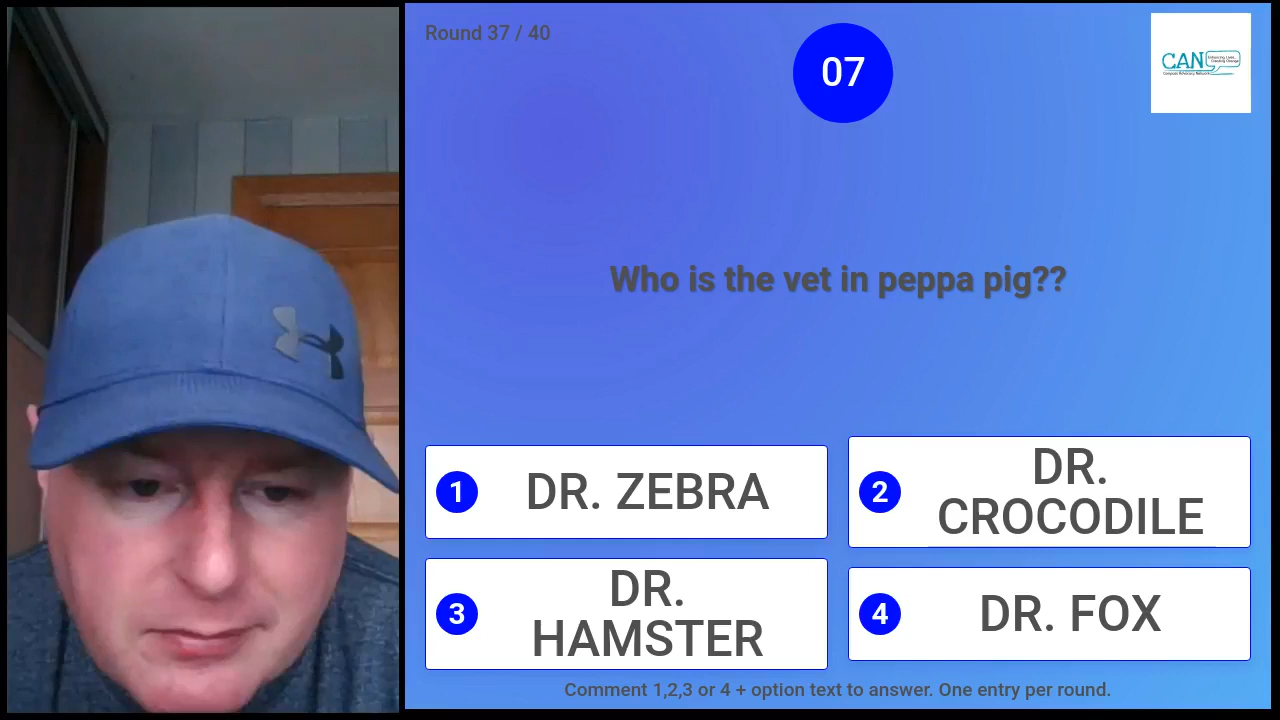 Round 37 / 40
07
CAN
Who is the vet in peppa pig??
1 DR. ZEBRA
2 DR.
CROCODILE
3 DR.
HAMSTER
4 DR. FOX
Comment 1,2,3 or 4 + option text to answer. One entry per round.